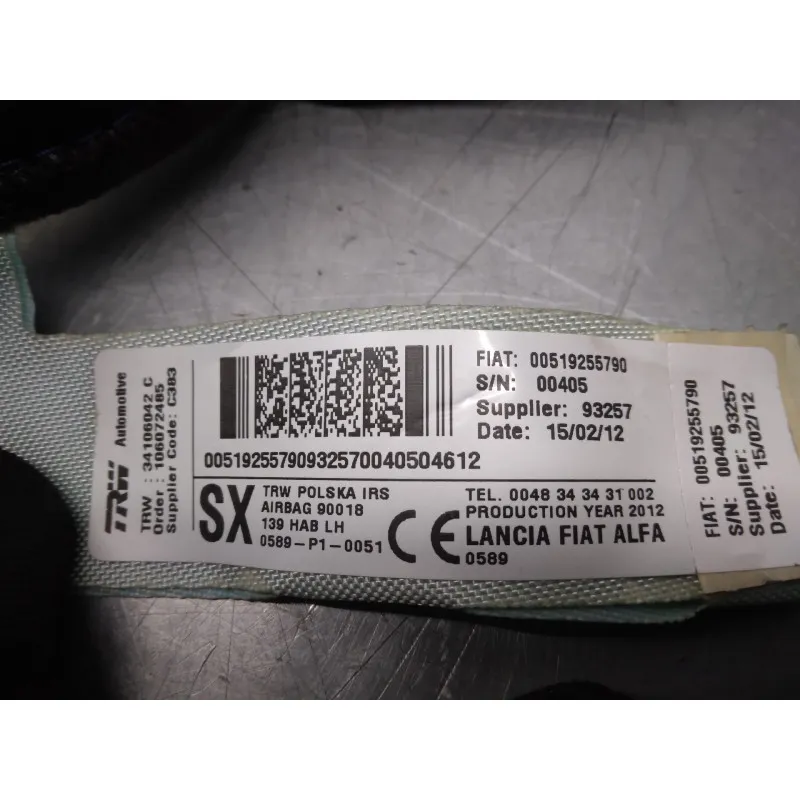 TRW Automotive
TRW : 34106042 C
Order : 106072485
Supplier Code: C383
FIAT: 00519255790
S/N: 00405
Supplier: 93257
Date: 15/02/12
00519255790932570040504612
SX
TRW POLSKA IRS
AIRBAG 90018
139 HAB LH
0589-P1-0051
CE
TEL. 0048 34 34 31 002
PRODUCTION YEAR 2012
LANCIA FIAT ALFA
0589
FIAT: 00519255790
S/N: 00405
Supplier: 93257
Date: 15/02/12